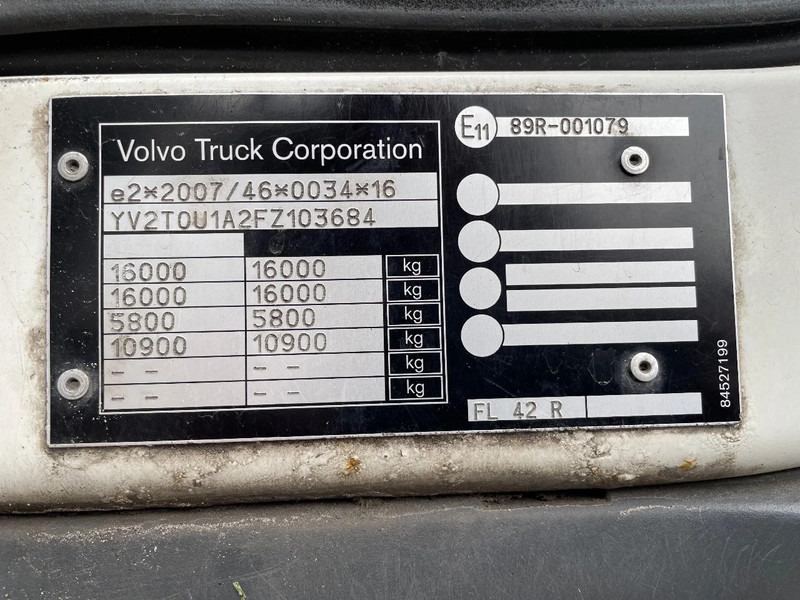 Volvo Truck Corporation
e2*2007/46*0034*16
YV2T0U1A2FZ103684
16000 16000 kg
16000 16000 kg
5800 5800 kg
10900 10900 kg
- - - - kg
- - - - kg
E11 89R-001079
FL 42 R
84527199